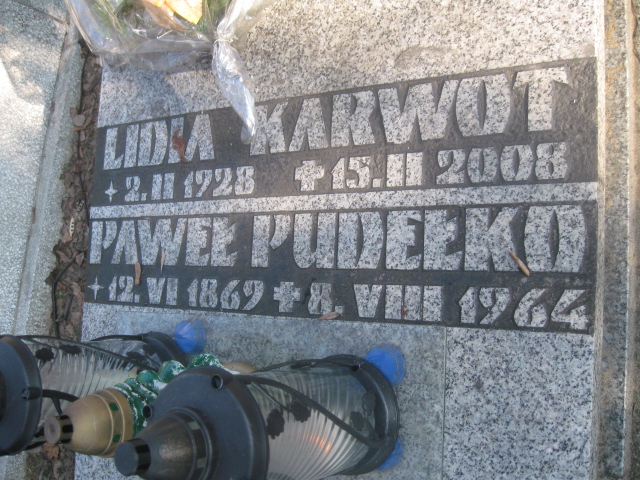 LIDIA KARWOT
2.II 1928 15.II 2008
PAWEŁ PUDEŁKO
12.VI 1869 8.VIII 1964